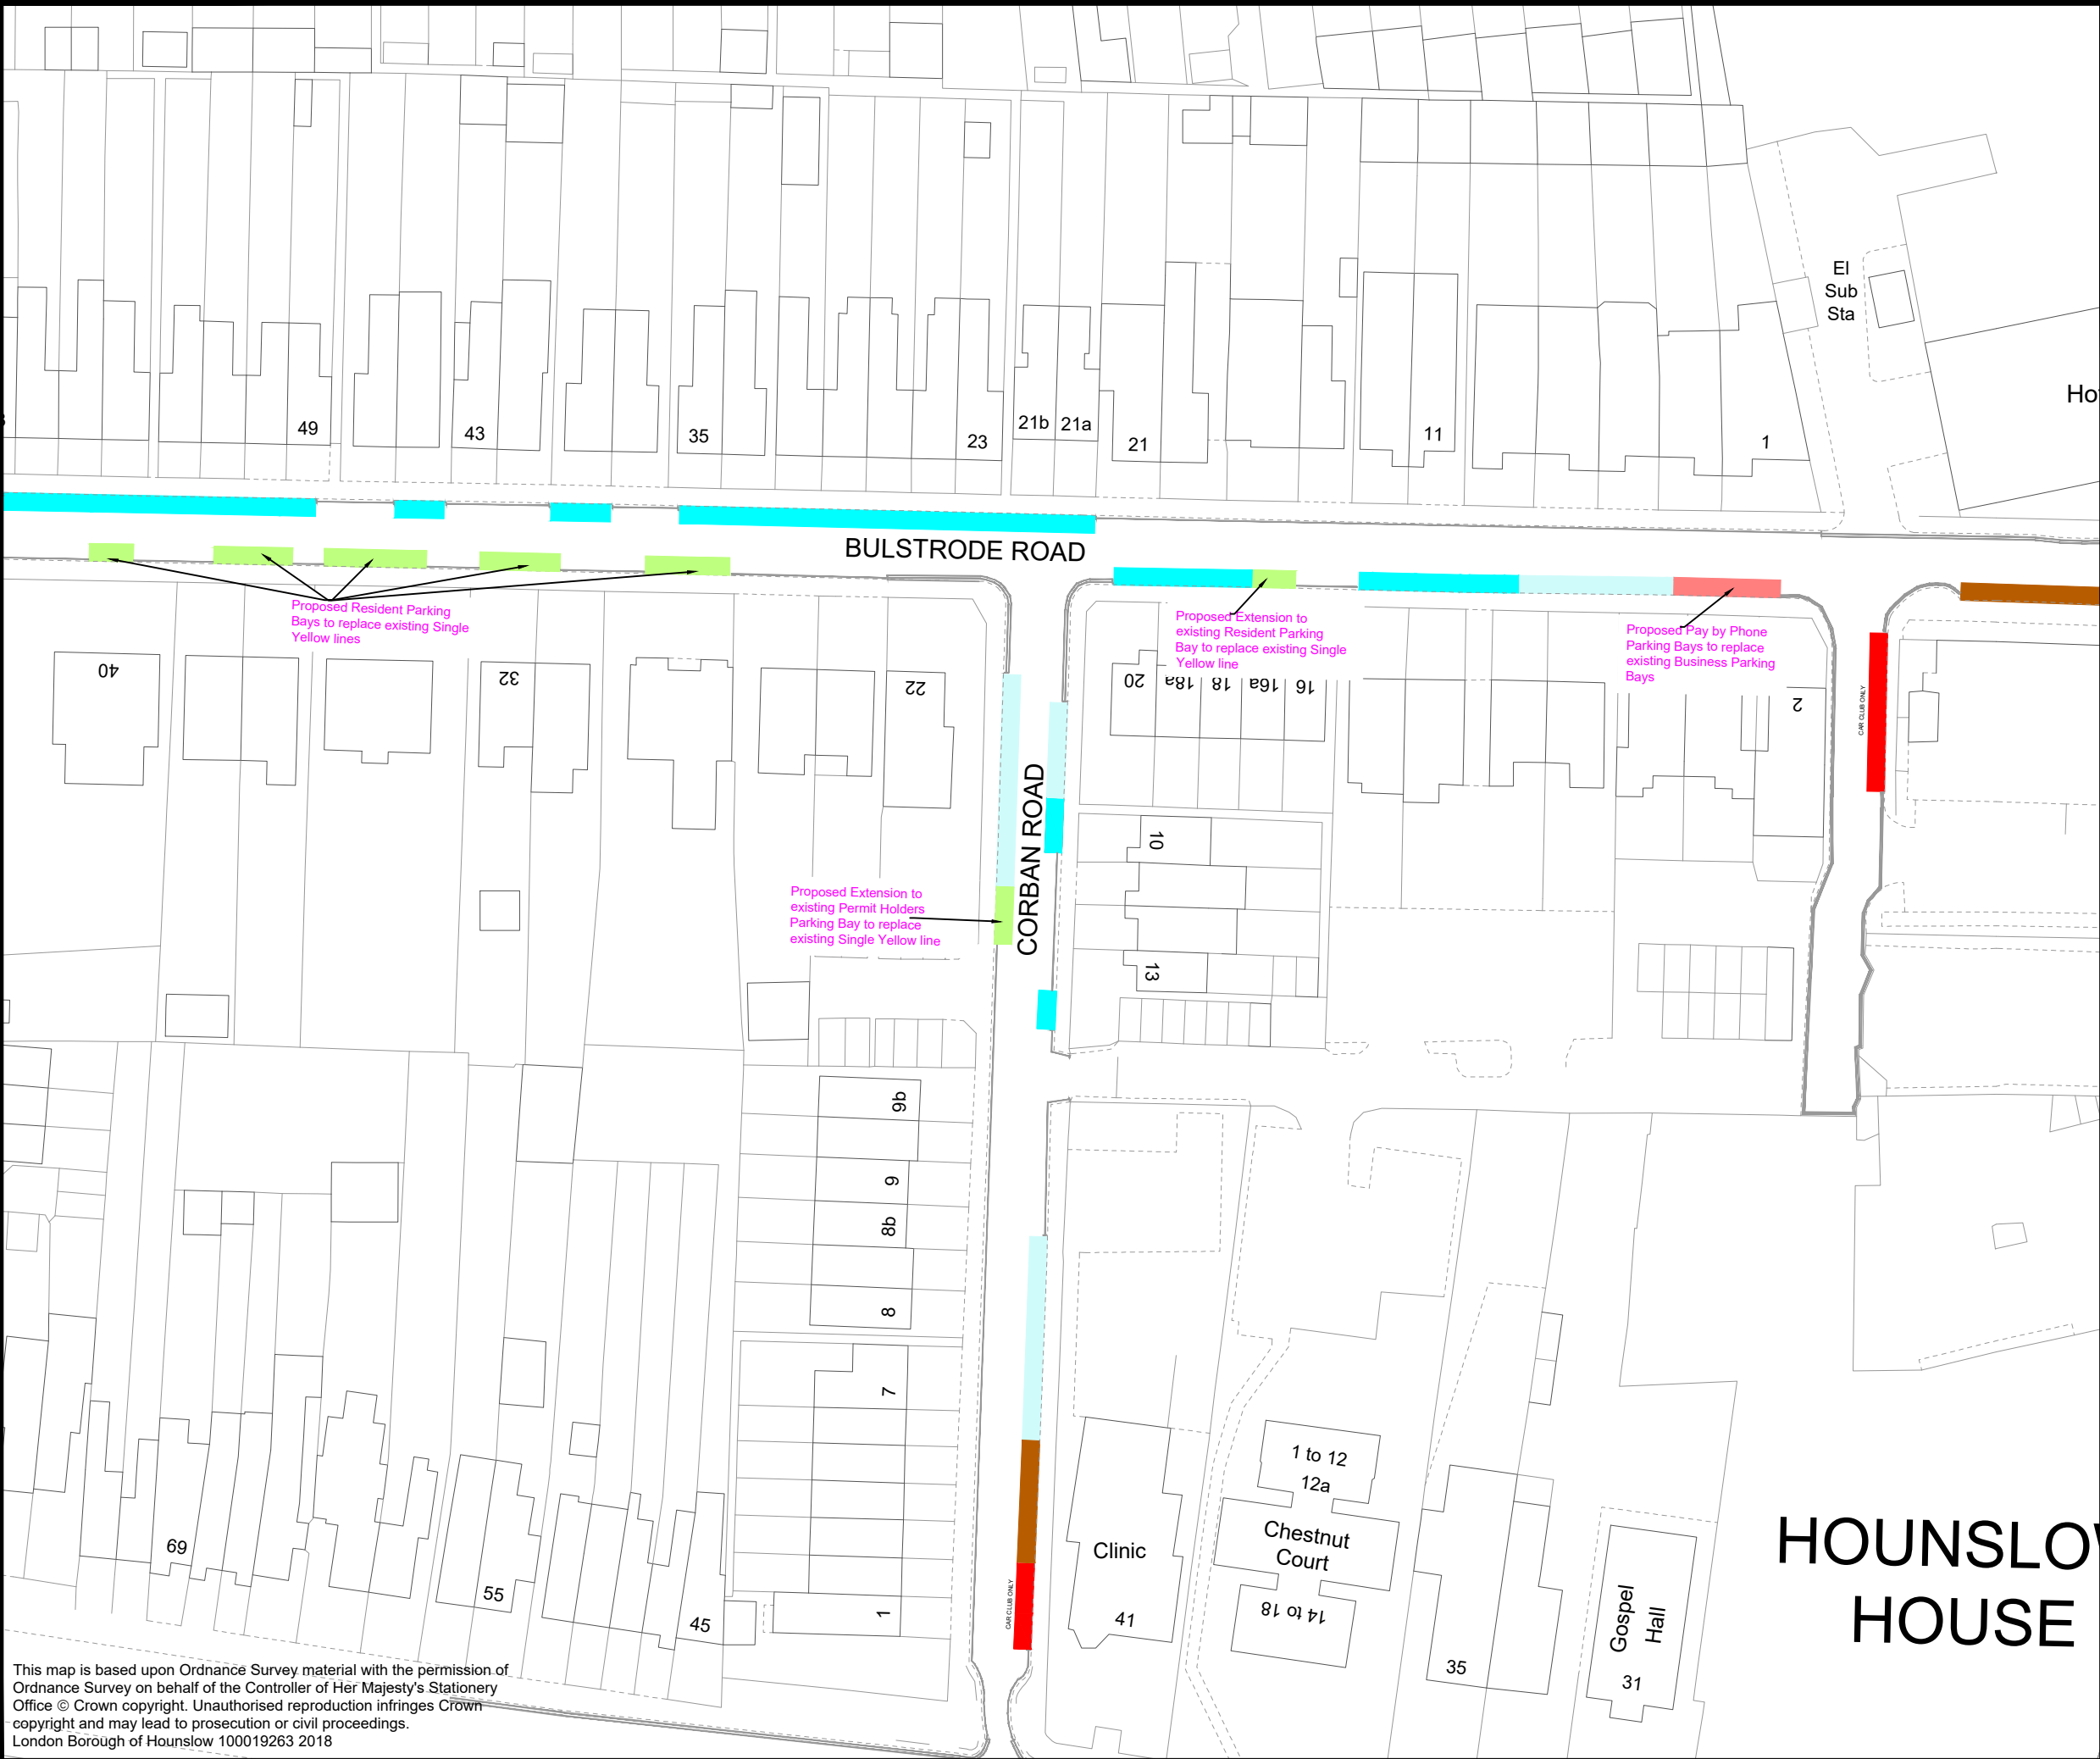 El
Sub
Sta
Ho
49
43
35
23
21b
21a
21
11
1
BULSTRODE ROAD
Proposed Resident Parking
Bays to replace existing Single
Yellow lines
Proposed Extension to
existing Resident Parking
Bay to replace existing Single
Yellow line
Proposed Pay by Phone
Parking Bays to replace
existing Business Parking
Bays
40
32
22
20
18a
18
16a
16
2
CAR CLUB ONLY
CORBAN ROAD
10
13
Proposed Extension to
existing Permit Holders
Parking Bay to replace
existing Single Yellow line
9b
9
8b
8
7
1
69
55
45
CAR CLUB ONLY
Clinic
41
1 to 12
12a
Chestnut
Court
14 to 18
35
Gospel
Hall
31
HOUNSLOW
HOUSE
This map is based upon Ordnance Survey material with the permission of
Ordnance Survey on behalf of the Controller of Her Majesty's Stationery
Office © Crown copyright. Unauthorised reproduction infringes Crown
copyright and may lead to prosecution or civil proceedings.
London Borough of Hounslow 100019263 2018